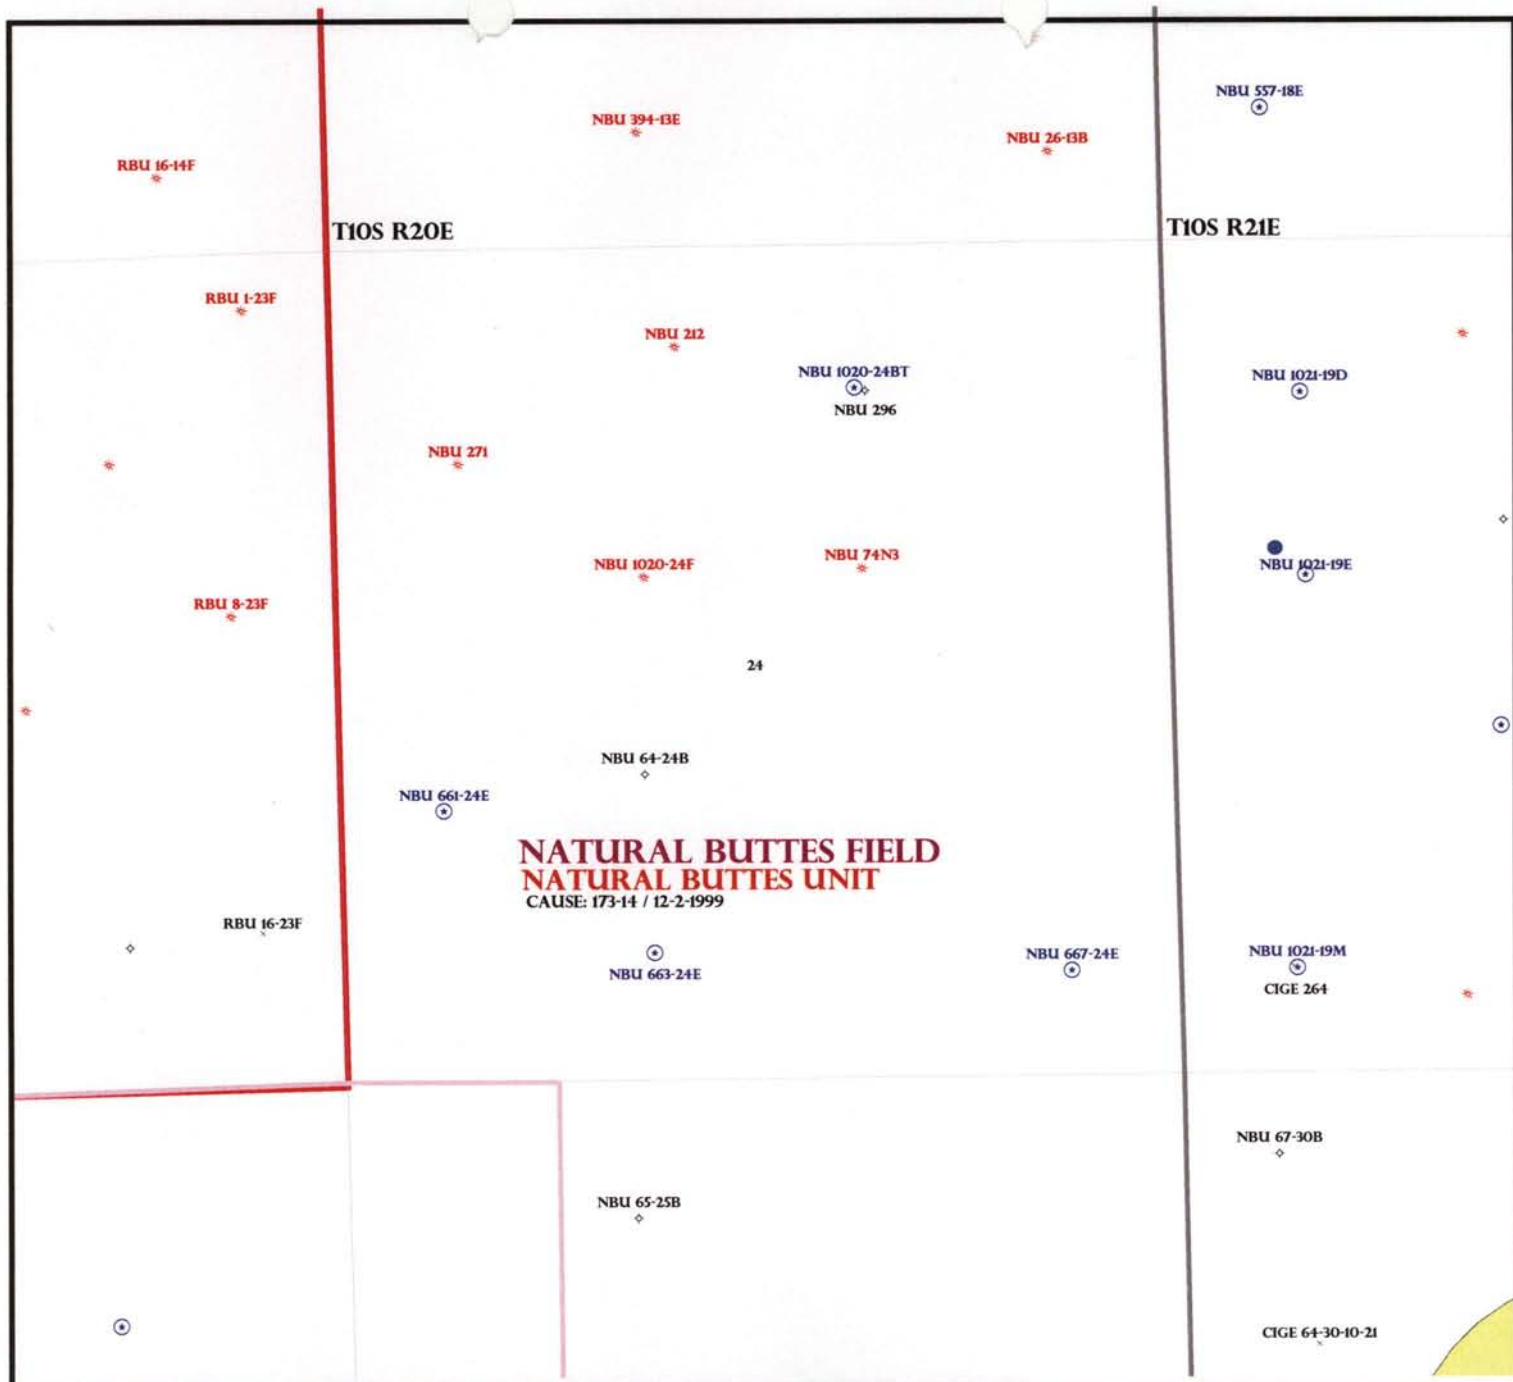 NBU 557-18E
NBU 394-13E
NBU 26-13B
RBU 16-14F
T10S R20E
T10S R21E
RBU 1-23F
NBU 212
NBU 1020-24BT
NBU 296
NBU 1021-19D
NBU 271
NBU 1020-24F
NBU 74N3
NBU 1021-19E
RBU 8-23F
24
NBU 64-24B
NBU 661-24E
NATURAL BUTTES FIELD
NATURAL BUTTES UNIT
CAUSE: 173-14 / 12-2-1999
RBU 16-23F
NBU 663-24E
NBU 667-24E
NBU 1021-19M
CIGE 264
NBU 67-30B
NBU 65-25B
CIGE 64-30-10-21